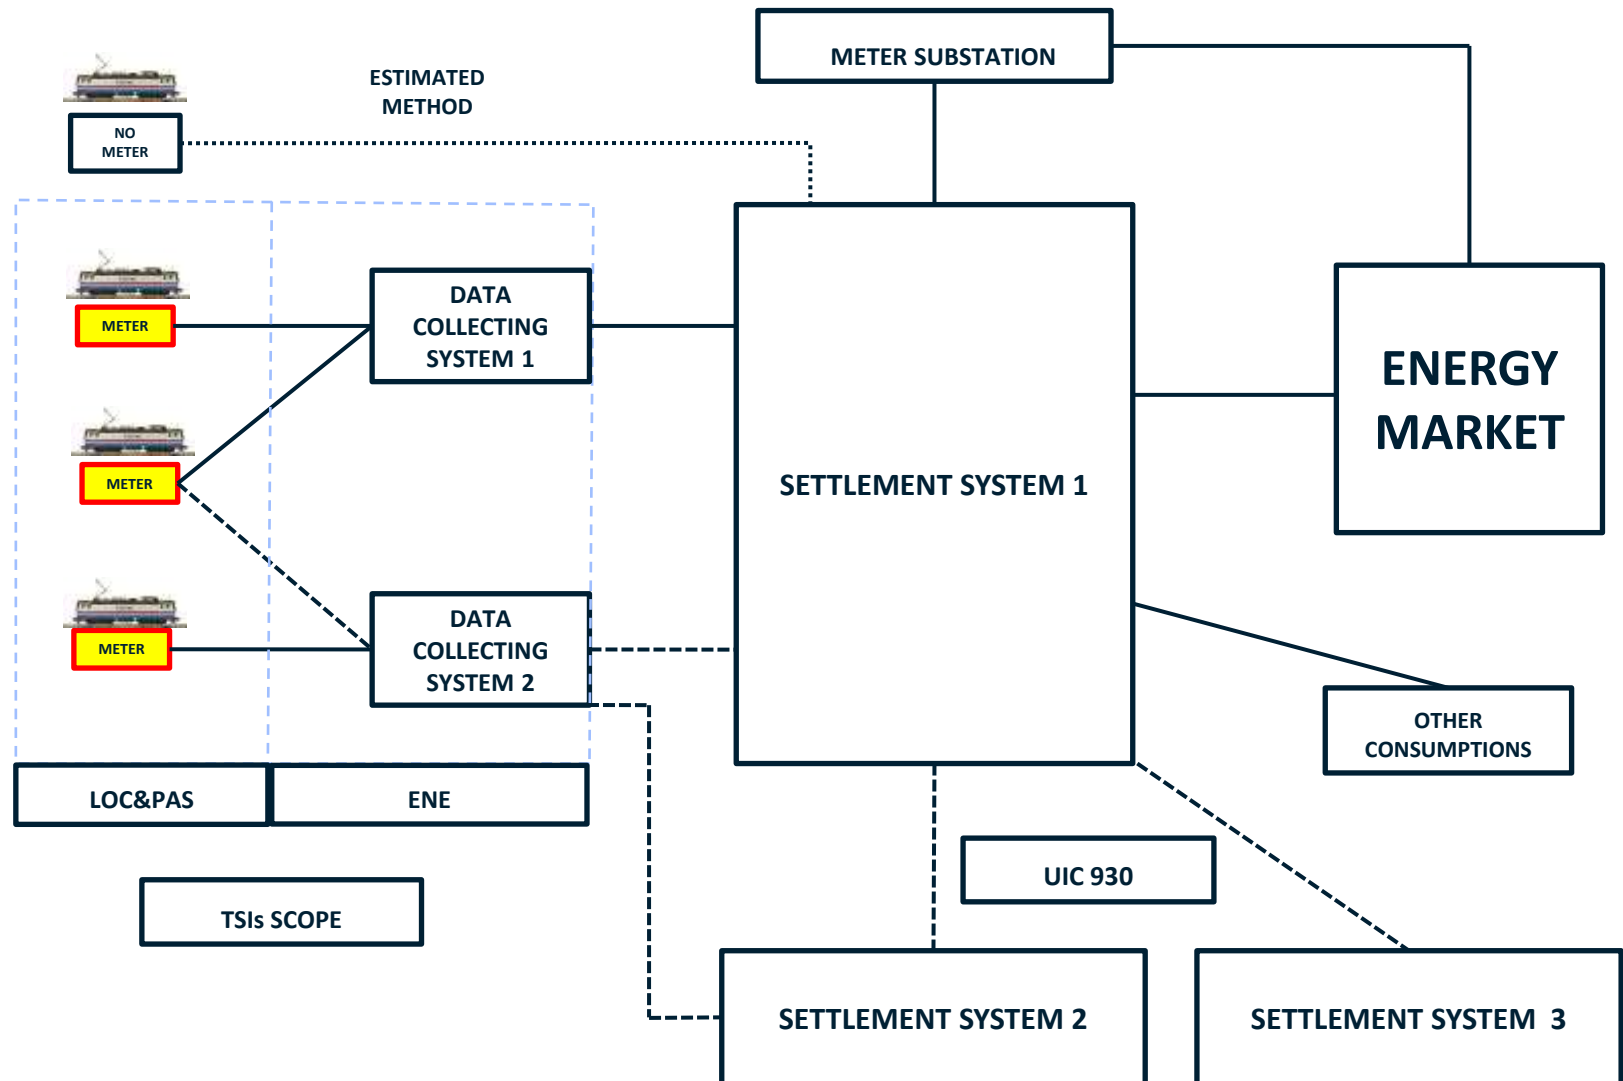 METER SUBSTATION
ESTIMATED
METHOD
NO
METER
METER
DATA
COLLECTING
SYSTEM 1
ENERGY
MARKET
METER
SETTLEMENT SYSTEM 1
DATA
COLLECTING
SYSTEM 2
METER
OTHER
CONSUMPTIONS
LOC&PAS
ENE
UIC 930
TSIs SCOPE
SETTLEMENT SYSTEM 2
SETTLEMENT SYSTEM  3